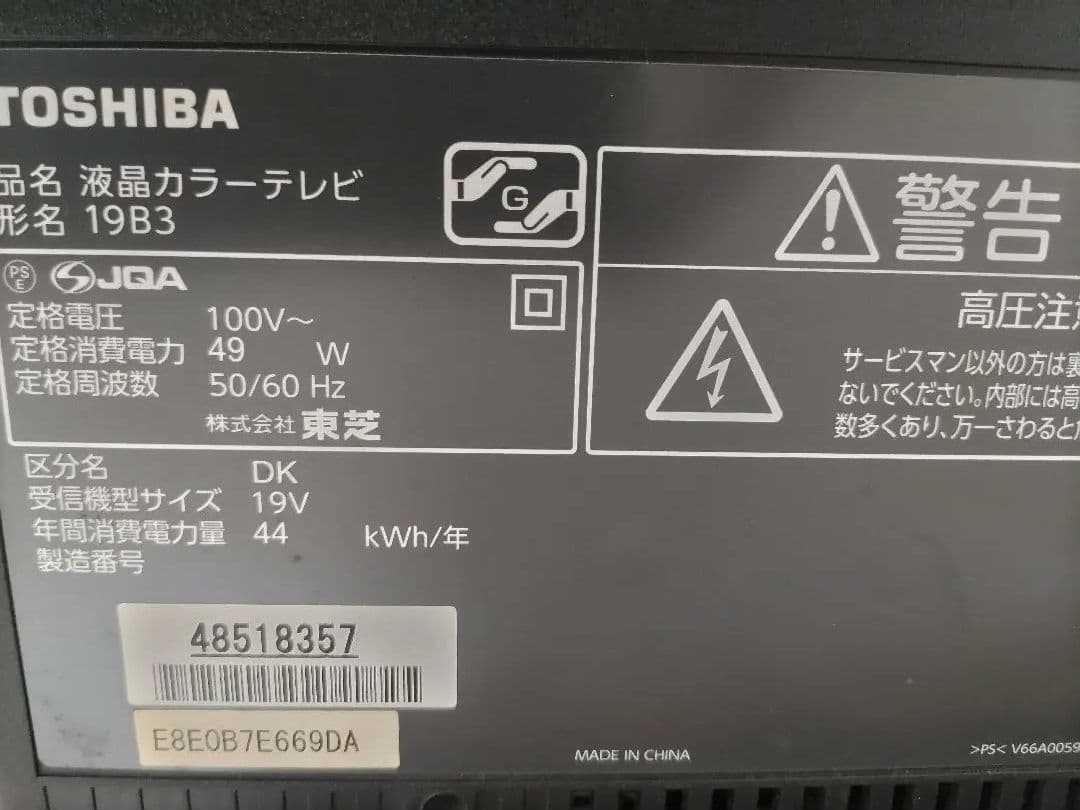 TOSHIBA
品名 液晶カラーテレビ
形名 19B3
G
PS
E
JQA
定格電圧 100V～
定格消費電力 49 W
定格周波数 50/60 Hz
株式会社 東芝
警告
高圧注意
サービスマン以外の方は裏
ないでください。内部には高
数多くあり、万一さわると
区分名 DK
受信機型サイズ 19V
年間消費電力量 44 kWh/年
製造番号
48518357
E8E0B7E669DA
MADE IN CHINA
>PS< V66A0059